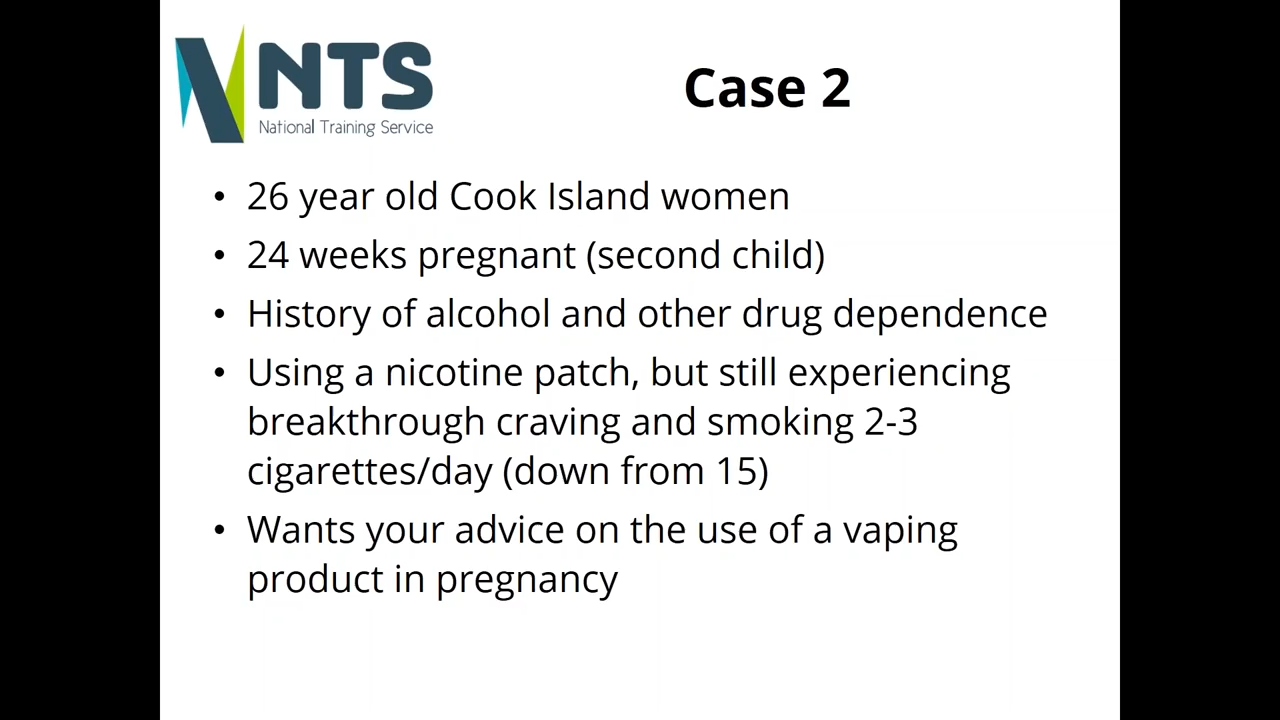 NTS
National Training Service
Case 2
• 26 year old Cook Island women
• 24 weeks pregnant (second child)
• History of alcohol and other drug dependence
• Using a nicotine patch, but still experiencing
breakthrough craving and smoking 2-3
cigarettes/day (down from 15)
• Wants your advice on the use of a vaping
product in pregnancy